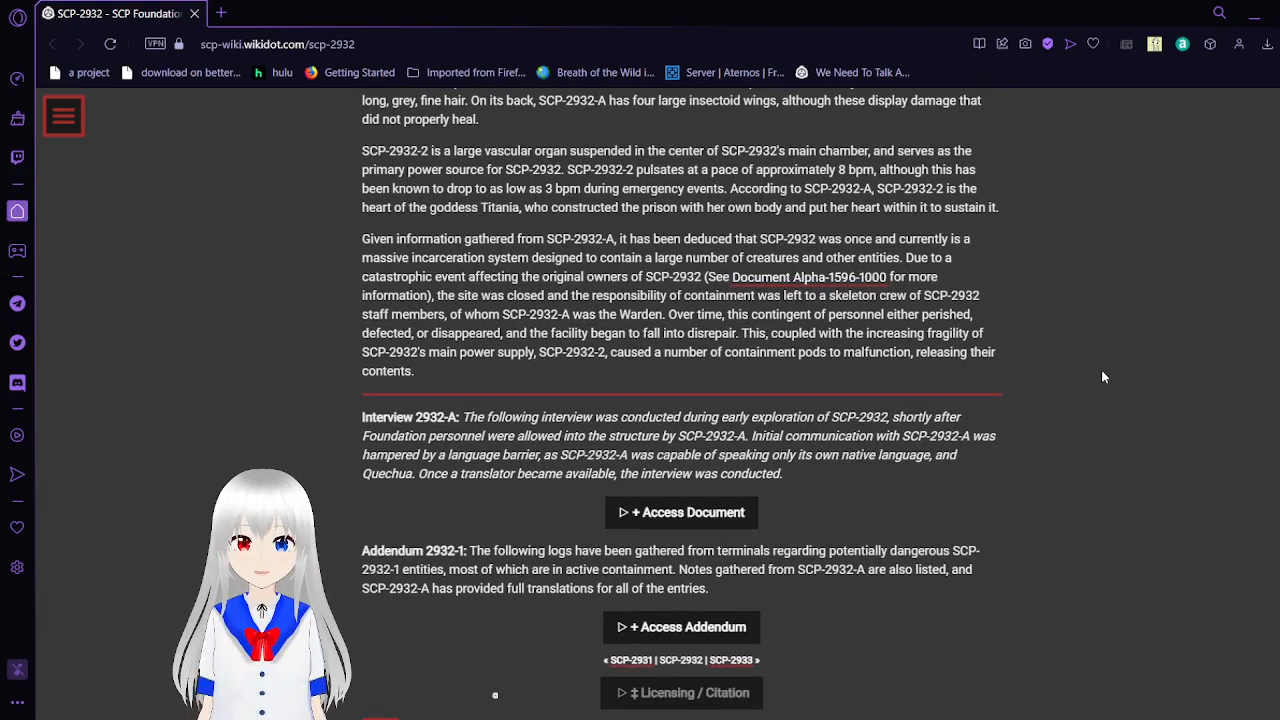 SCP-2932 - SCP Foundation
VPN
scp-wiki.wikidot.com/scp-2932
a project
download on better...
hulu
Getting Started
Imported from Firef...
Breath of the Wild i...
Server | Aternos | Fr...
We Need To Talk A...
long, grey, fine hair. On its back, SCP-2932-A has four large insectoid wings, although these display damage that
did not properly heal.
SCP-2932-2 is a large vascular organ suspended in the center of SCP-2932's main chamber, and serves as the
primary power source for SCP-2932. SCP-2932-2 pulsates at a pace of approximately 8 bpm, although this has
been known to drop to as low as 3 bpm during emergency events. According to SCP-2932-A, SCP-2932-2 is the
heart of the goddess Titania, who constructed the prison with her own body and put her heart within it to sustain it.
Given information gathered from SCP-2932-A, it has been deduced that SCP-2932 was once and currently is a
massive incarceration system designed to contain a large number of creatures and other entities. Due to a
catastrophic event affecting the original owners of SCP-2932 (See Document Alpha-1596-1000 for more
information), the site was closed and the responsibility of containment was left to a skeleton crew of SCP-2932
staff members, of whom SCP-2932-A was the Warden. Over time, this contingent of personnel either perished,
defected, or disappeared, and the facility began to fall into disrepair. This, coupled with the increasing fragility of
SCP-2932's main power supply, SCP-2932-2, caused a number of containment pods to malfunction, releasing their
contents.
Interview 2932-A: The following interview was conducted during early exploration of SCP-2932, shortly after
Foundation personnel were allowed into the structure by SCP-2932-A. Initial communication with SCP-2932-A was
hampered by a language barrier, as SCP-2932-A was capable of speaking only its own native language, and
Quechua. Once a translator became available, the interview was conducted.
▷ + Access Document
Addendum 2932-1: The following logs have been gathered from terminals regarding potentially dangerous SCP-
2932-1 entities, most of which are in active containment. Notes gathered from SCP-2932-A are also listed, and
SCP-2932-A has provided full translations for all of the entries.
▷ + Access Addendum
« SCP-2931 | SCP-2932 | SCP-2933 »
▷ ‡ Licensing / Citation